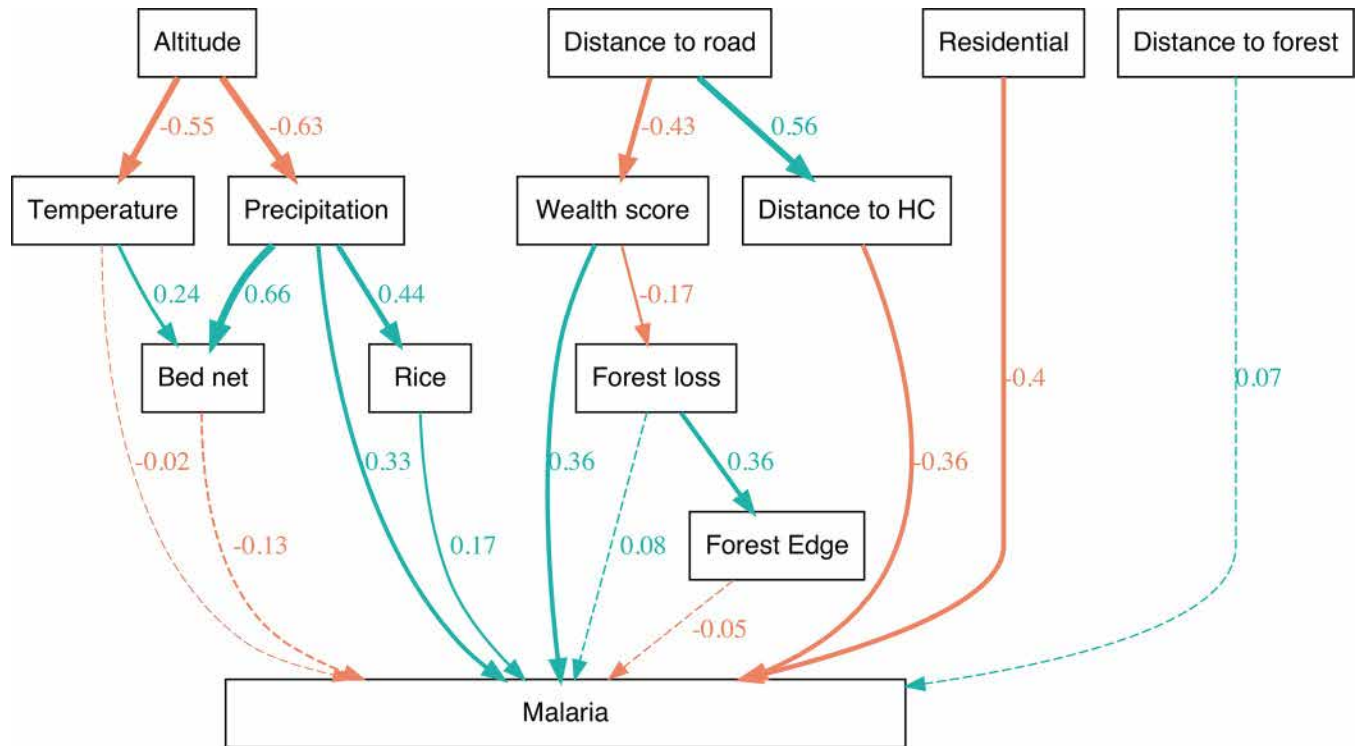 Altitude
Distance to road
Residential
Distance to forest
-0.55
-0.63
-0.43
0.56
Temperature
Precipitation
Wealth score
Distance to HC
0.24
0.66
0.44
-0.17
Bed net
Rice
Forest loss
-0.4
0.07
-0.02
0.33
0.36
0.36
-0.36
-0.13
0.17
0.08
Forest Edge
-0.05
Malaria